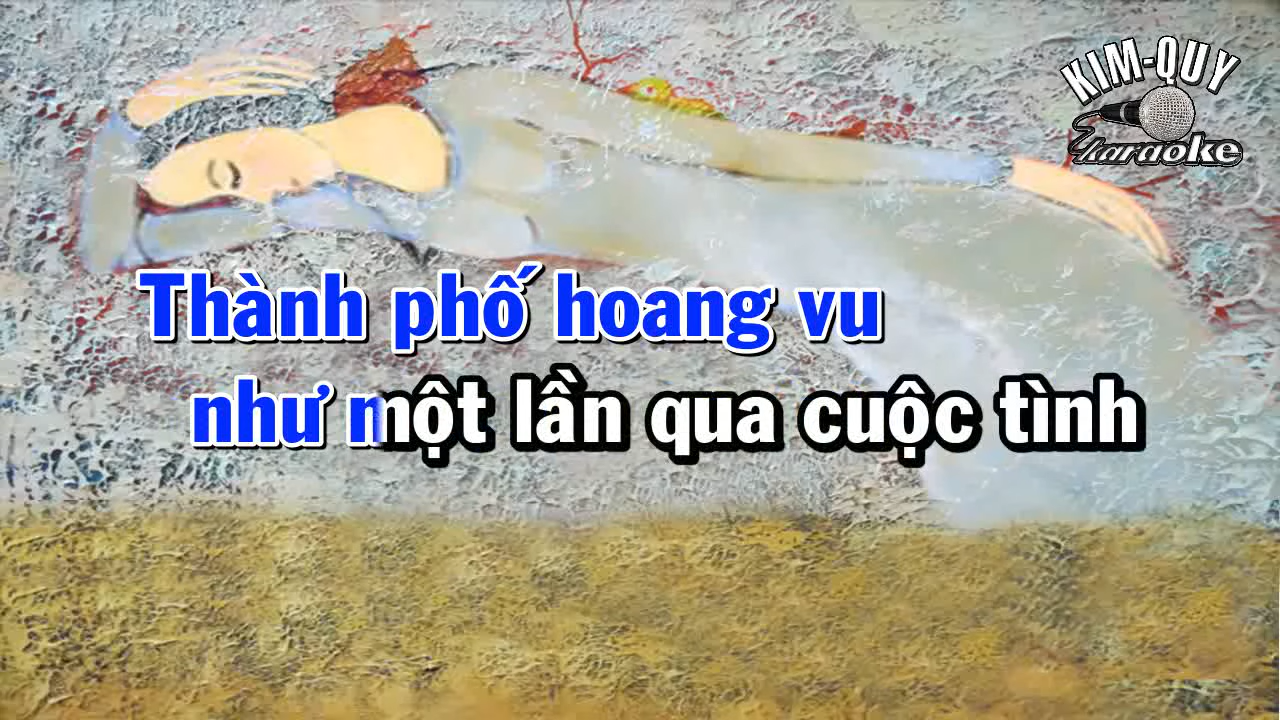 KIM-QUY
Karaoke
Thành phố hoang vu
như một lần qua cuộc tình